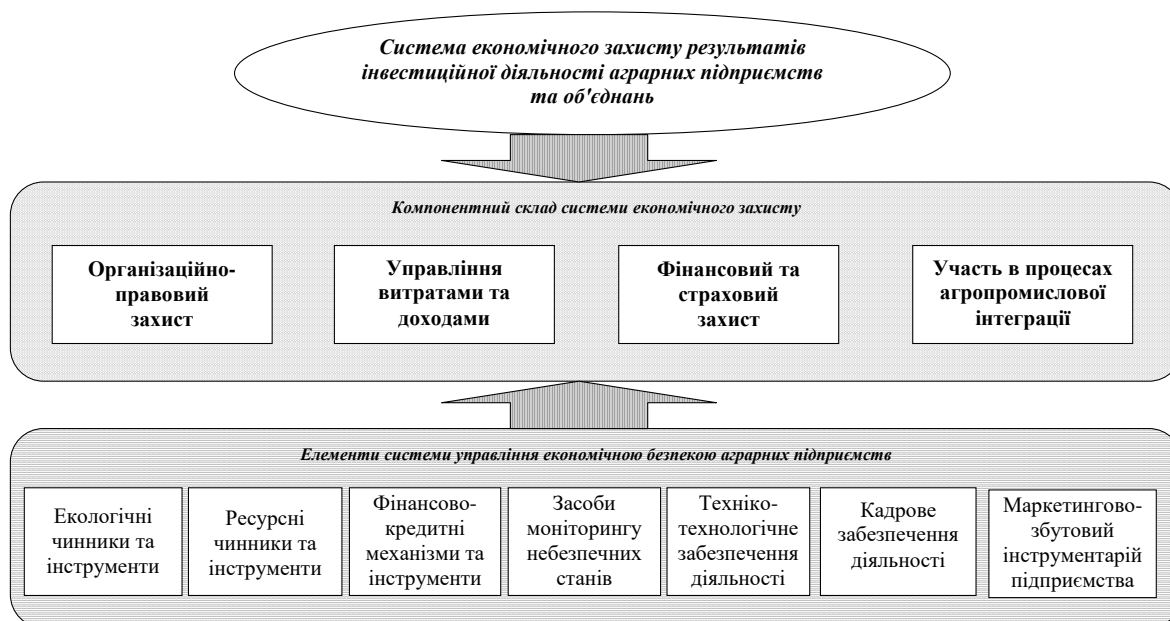 Система економічного захисту результатів
інвестиційної діяльності аграрних підприємств
та об'єднань
Компонентний склад системи економічного захисту
Організаційно-
правовий
захист
Управління
витратами та
доходами
Фінансовий та
страховий
захист
Участь в процесах
агропромислової
інтеграції
Елементи системи управління економічною безпекою аграрних підприємств
Екологічні
чинники та
інструменти
Ресурсні
чинники та
інструменти
Фінансово-
кредитні
механізми та
інструменти
Засоби
моніторингу
небезпечних
станів
Техніко-
технологічне
забезпечення
діяльності
Кадрове
забезпечення
діяльності
Маркетингово-
збутовий
інструментарій
підприємства